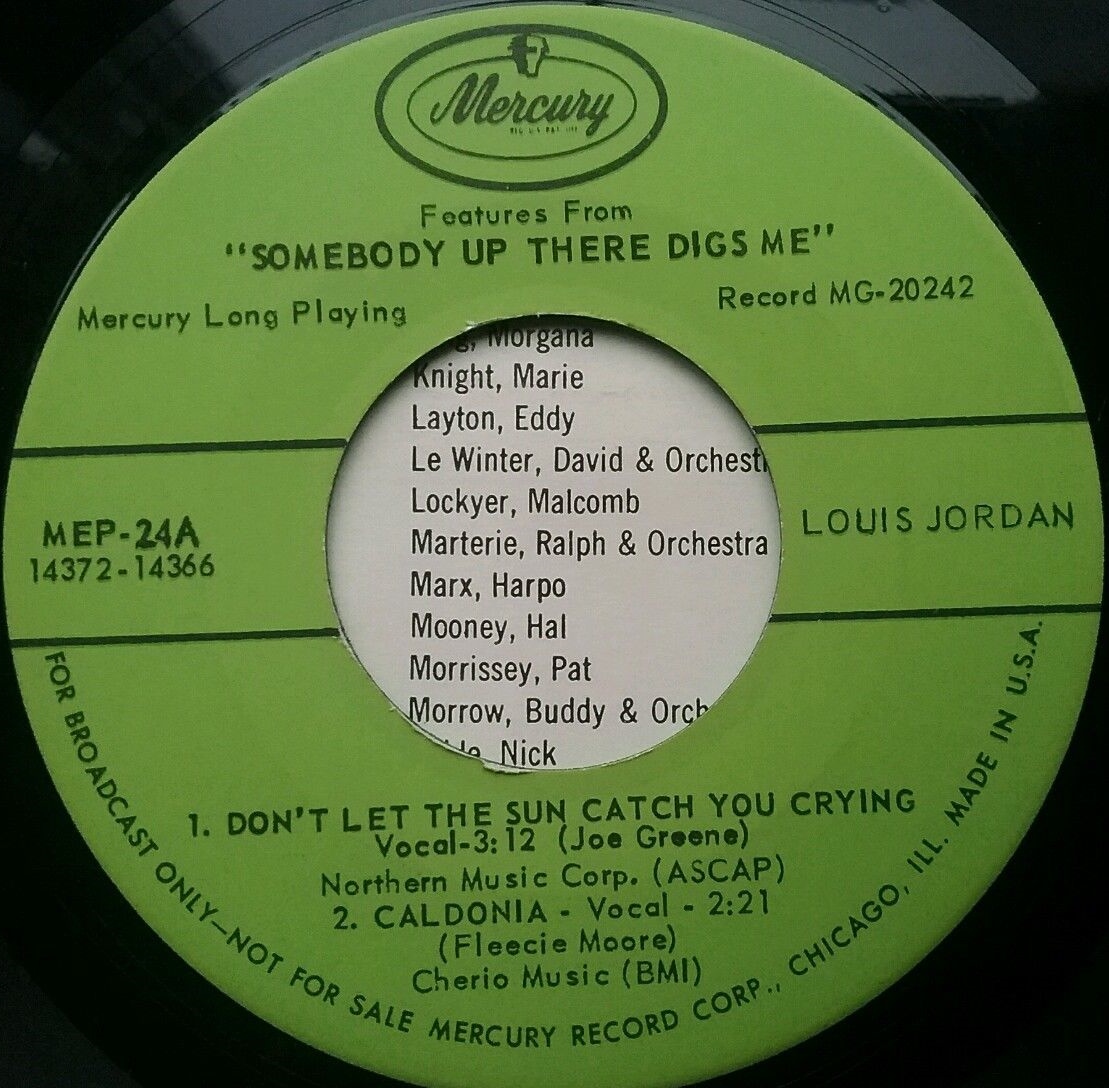 Mercury
Features From
"SOMEBODY UP THERE DIGS ME"
Mercury Long Playing
Record MG-20242
Morgana
Knight, Marie
Layton, Eddy
Le Winter, David & Orchest
Lockyer, Malcomb
Marterie, Ralph & Orchestra
Marx, Harpo
Mooney, Hal
Morrissey, Pat
Morrow, Buddy & Orch
Nick
MEP-24A
14372-14366
LOUIS JORDAN
1. DON'T LET THE SUN CATCH YOU CRYING
Vocal-3:12 (Joe Greene)
Northern Music Corp. (ASCAP)
2. CALDONIA - Vocal - 2:21
(Fleecie Moore)
Cherio Music (BMI)
FOR BROADCAST ONLY—NOT FOR SALE MERCURY RECORD CORP., CHICAGO, ILL. MADE IN U.S.A.